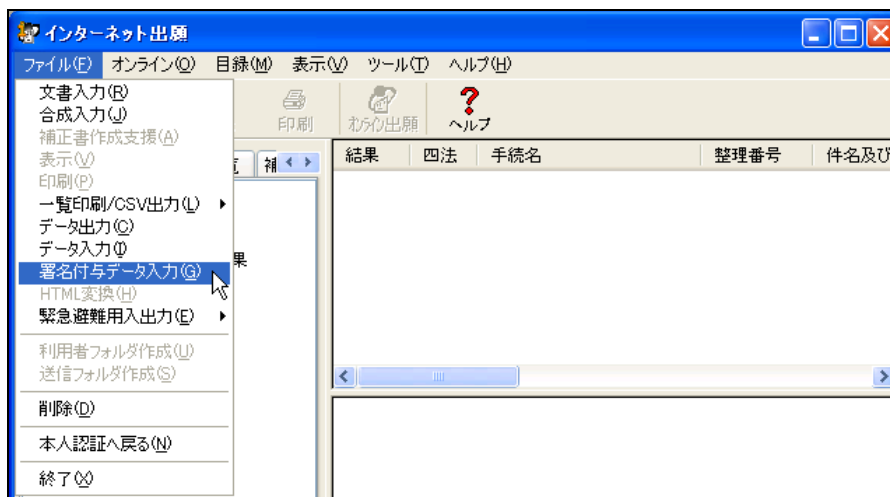 インターネット出願
ファイル(F) オンライン(O) 目録(M) 表示(V) ツール(T) ヘルプ(H)
文書入力(R)
合成入力(J)
補正書作成支援(A)
表示(V)
印刷(P)
一覧印刷/CSV出力(L)
データ出力(C)
データ入力(I)
署名付与データ入力(G)
HTML変換(H)
緊急避難用入出力(E)
利用者フォルダ作成(U)
送信フォルダ作成(S)
削除(D)
本人認証へ戻る(N)
終了(X)
印刷 オンライン出願 ヘルプ
補
果
結果 四法 手続名 整理番号 件名及び